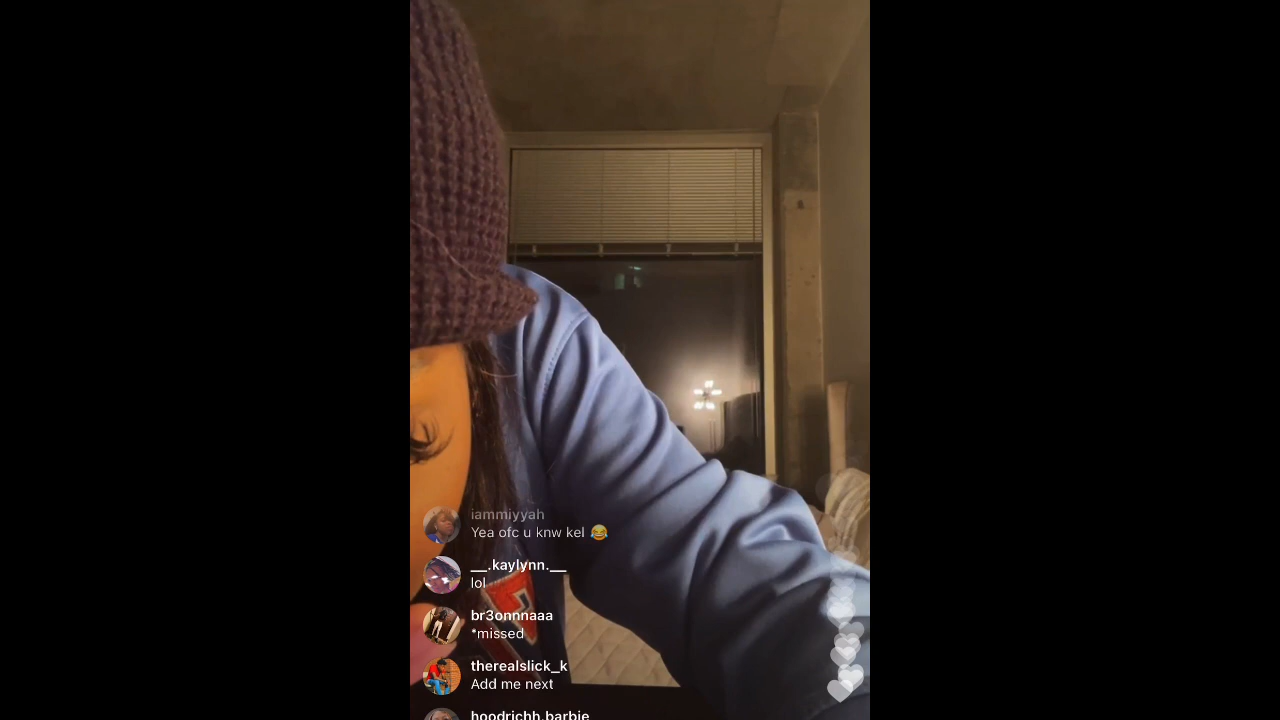 iammiyyah
Yea ofc u knw kel 😂
__.kaylynn.__
lol
br3onnnaaa
*missed
therealslick_k
Add me next
hoodrichh.barbie